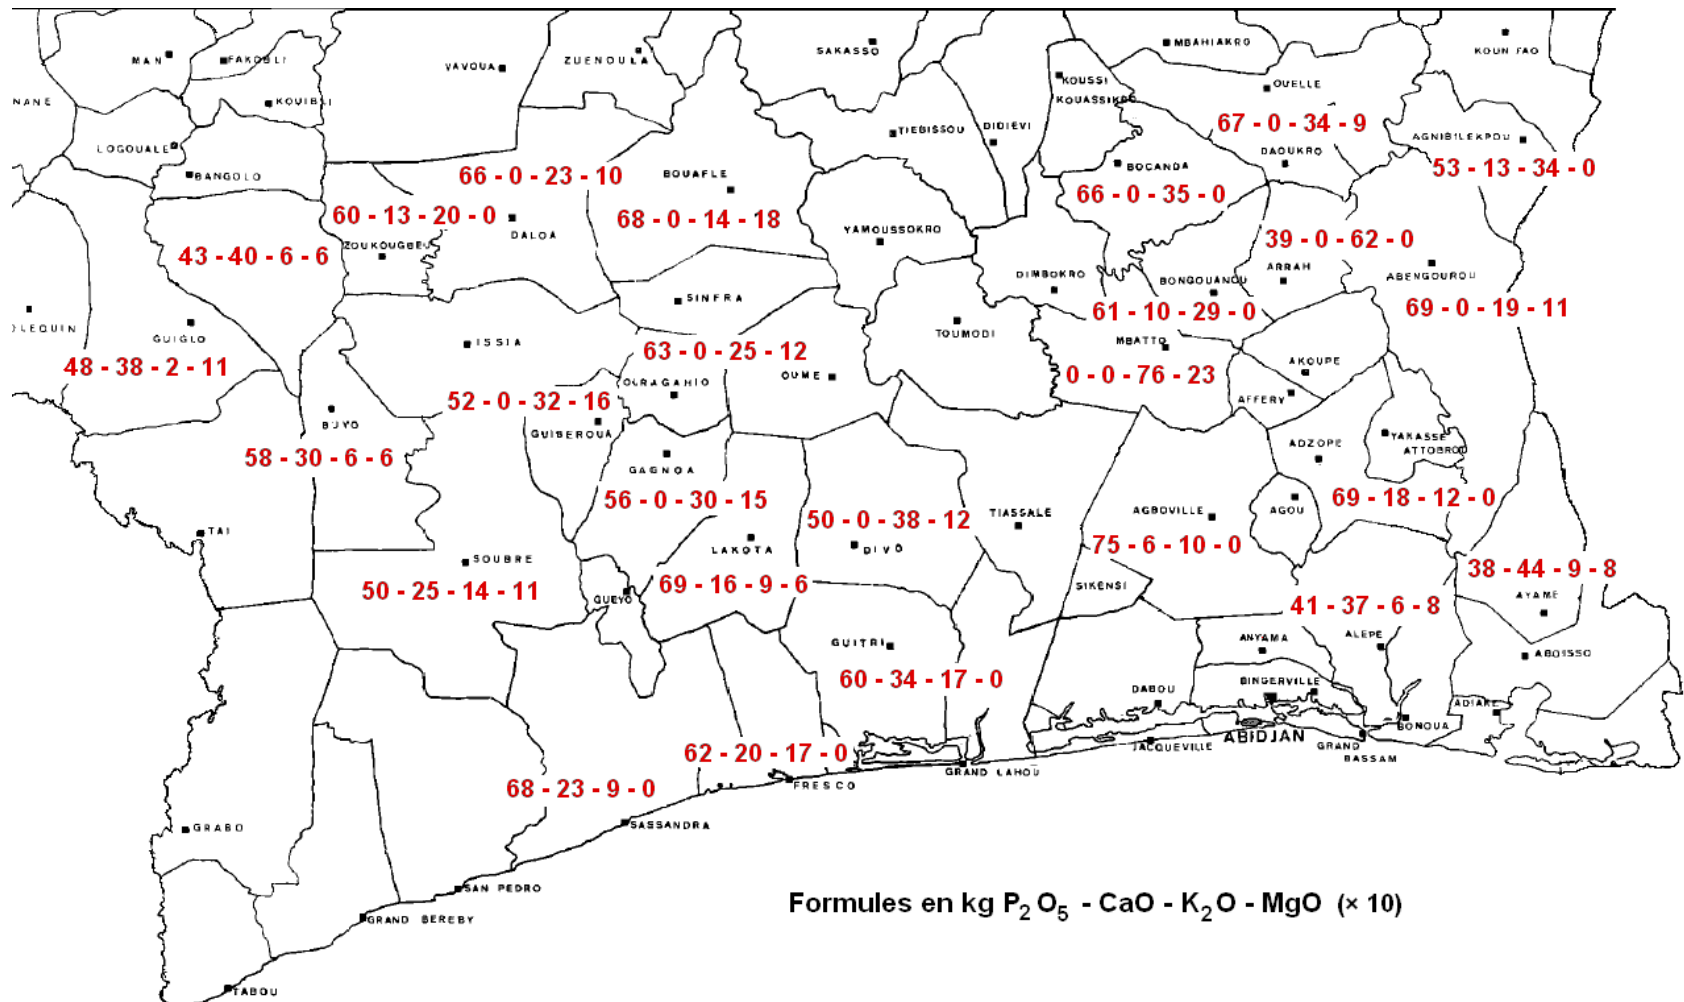 MAN
FAKOBLI
VAVOUA
ZUENOULA
SAKASSO
MBAHIAKRO
KOUN FAO
NANE
KOUIBLI
KOUSSI
KOUASSIKRO
OUELLE
67 - 0 - 34 - 9
TIEBISSOU
DIDIEVI
AGNIBILEKROU
LOGOUALE
BANGOLO
66 - 0 - 23 - 10
BOUAFLE
BOCANDA
DAOUKRO
53 - 13 - 34 - 0
66 - 0 - 35 - 0
60 - 13 - 20 - 0
68 - 0 - 14 - 18
DALOA
YAMOUSSOKRO
39 - 0 - 62 - 0
43 - 40 - 6 - 6
ZOUKOUGBEU
DIMBOKRO
BONGOUANOU
ARRAH
ABENGOUROU
SINFRA
61 - 10 - 29 - 0
69 - 0 - 19 - 11
OLEQUIN
GUIGLO
ISSIA
TOUMODI
MBATTO
48 - 38 - 2 - 11
63 - 0 - 25 - 12
OURAGAHIO
OUME
0 - 0 - 76 - 23
AKOUPE
52 - 0 - 32 - 16
AFFERY
BUYO
GUIBEROUA
ADZOPE
YAKASSE
ATTOBROU
58 - 30 - 6 - 6
GAGNOA
56 - 0 - 30 - 15
69 - 18 - 12 - 0
TAI
50 - 0 - 38 - 12
TIASSALE
AGBOVILLE
AGOU
SOUBRE
LAKOTA
DIVO
75 - 6 - 10 - 0
50 - 25 - 14 - 11
GUEYO
69 - 16 - 9 - 6
SIKENSI
38 - 44 - 9 - 8
AYAME
41 - 37 - 6 - 8
GUITRI
ANYAMA
ALEPE
ABOISSO
60 - 34 - 17 - 0
DABOU
BINGERVILLE
ADIAKE
BONOUA
62 - 20 - 17 - 0
JACQUEVILLE
ABIDJAN
GRAND
BASSAM
GRAND LAHOU
68 - 23 - 9 - 0
FRESCO
GRABO
SASSANDRA
SAN PEDRO
Formules en kg P₂O₅ - CaO - K₂O - MgO (× 10)
GRAND BEREBY
TABOU